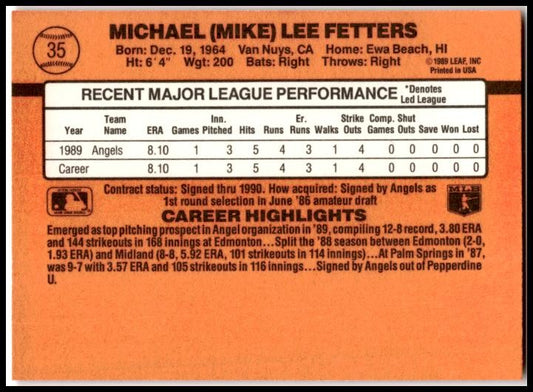 35
MICHAEL (MIKE) LEE FETTERS
Born: Dec. 19, 1964 Van Nuys, CA Home: Ewa Beach, HI
Ht: 6' 4" Wgt: 200 Bats: Right Throws: Right
©1989 LEAF, INC
Printed in USA
RECENT MAJOR LEAGUE PERFORMANCE *Denotes Led League
Year Team Name ERA Games Inn. Pitched Hits Runs Er. Runs Walks Strike Outs Comp. Games Shut Outs Save Won Lost
1989 Angels 8.10 1 3 5 4 3 1 4 0 0 0 0 0
Career 8.10 1 3 5 4 3 1 4 0 0 0 0 0
Contract status: Signed thru 1990. How acquired: Signed by Angels as
1st round selection in June '86 amateur draft
MLB
CAREER HIGHLIGHTS
Emerged as top pitching prospect in Angel organization in '89, compiling 12-8 record, 3.80 ERA
and 144 strikeouts in 168 innings at Edmonton...Split the '88 season between Edmonton (2-0,
1.93 ERA) and Midland (8-8, 5.92 ERA, 101 strikeouts in 114 innings)...At Palm Springs in '87,
was 9-7 with 3.57 ERA and 105 strikeouts in 116 innings...Signed by Angels out of Pepperdine
U.